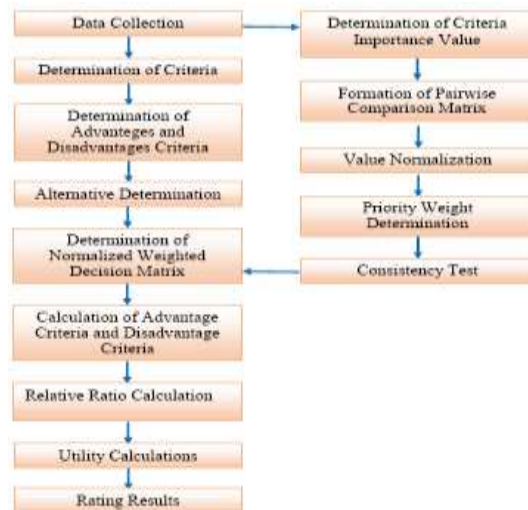 Data Collection
Determination of Criteria
Determination of
Advanteges and
Disadvantages Criteria
Alternative Determination
Determination of
Normalized Weighted
Decision Matrix
Calculation of Advantage
Criteria and Disadvantage
Criteria
Relative Ratio Calculation
Utility Calculations
Rating Results
Determination of Criteria
Importance Value
Formation of Pairwise
Comparison Matrix
Value Normalization
Priority Weight
Determination
Consistency Test